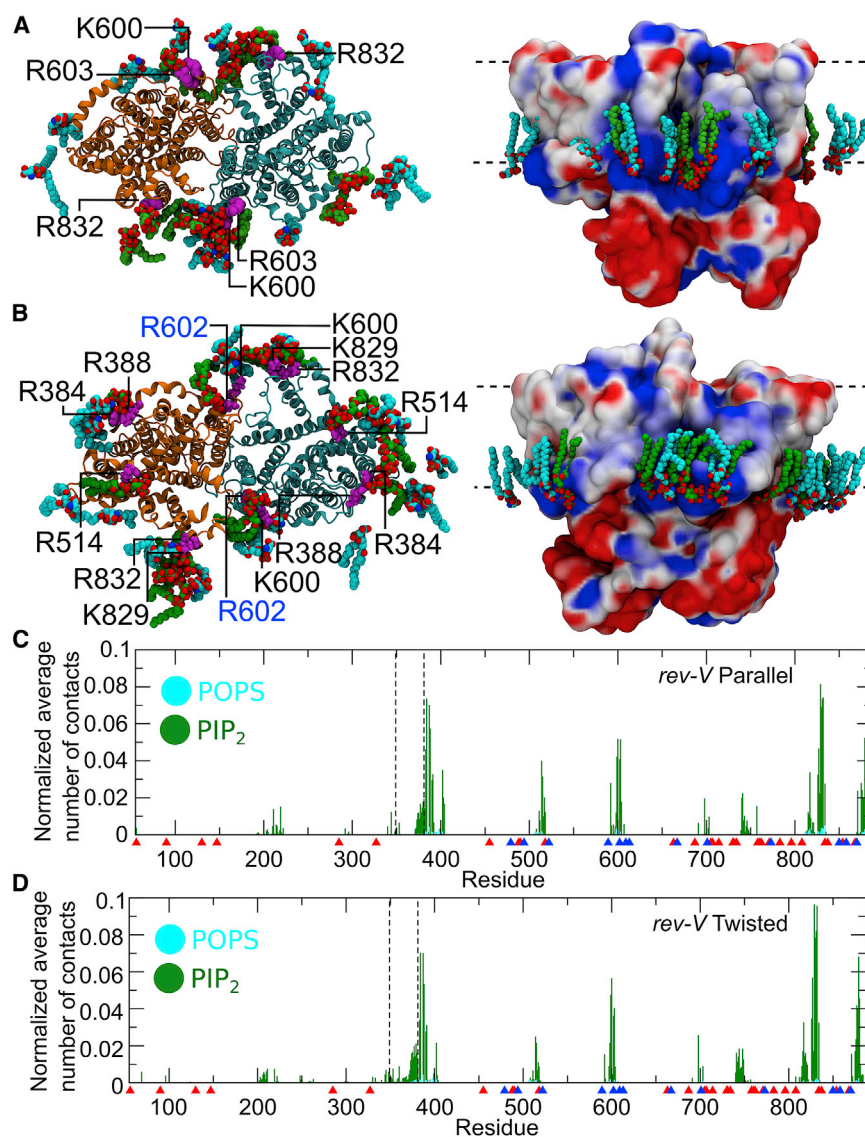 A
K600
R832
R603
R832
R603
K600
B
R602
K600
K829
R832
R388
R384
R514
R514
R388
R384
R832
K600
K829
R602
C
0.1
0.08
0.06
0.04
0.02
0
Normalized average
number of contacts
POPS
PIP2
rev-V Parallel
100 200 300 400 500 600 700 800
Residue
D
0.1
0.08
0.06
0.04
0.02
0
Normalized average
number of contacts
POPS
PIP2
rev-V Twisted
100 200 300 400 500 600 700 800
Residue